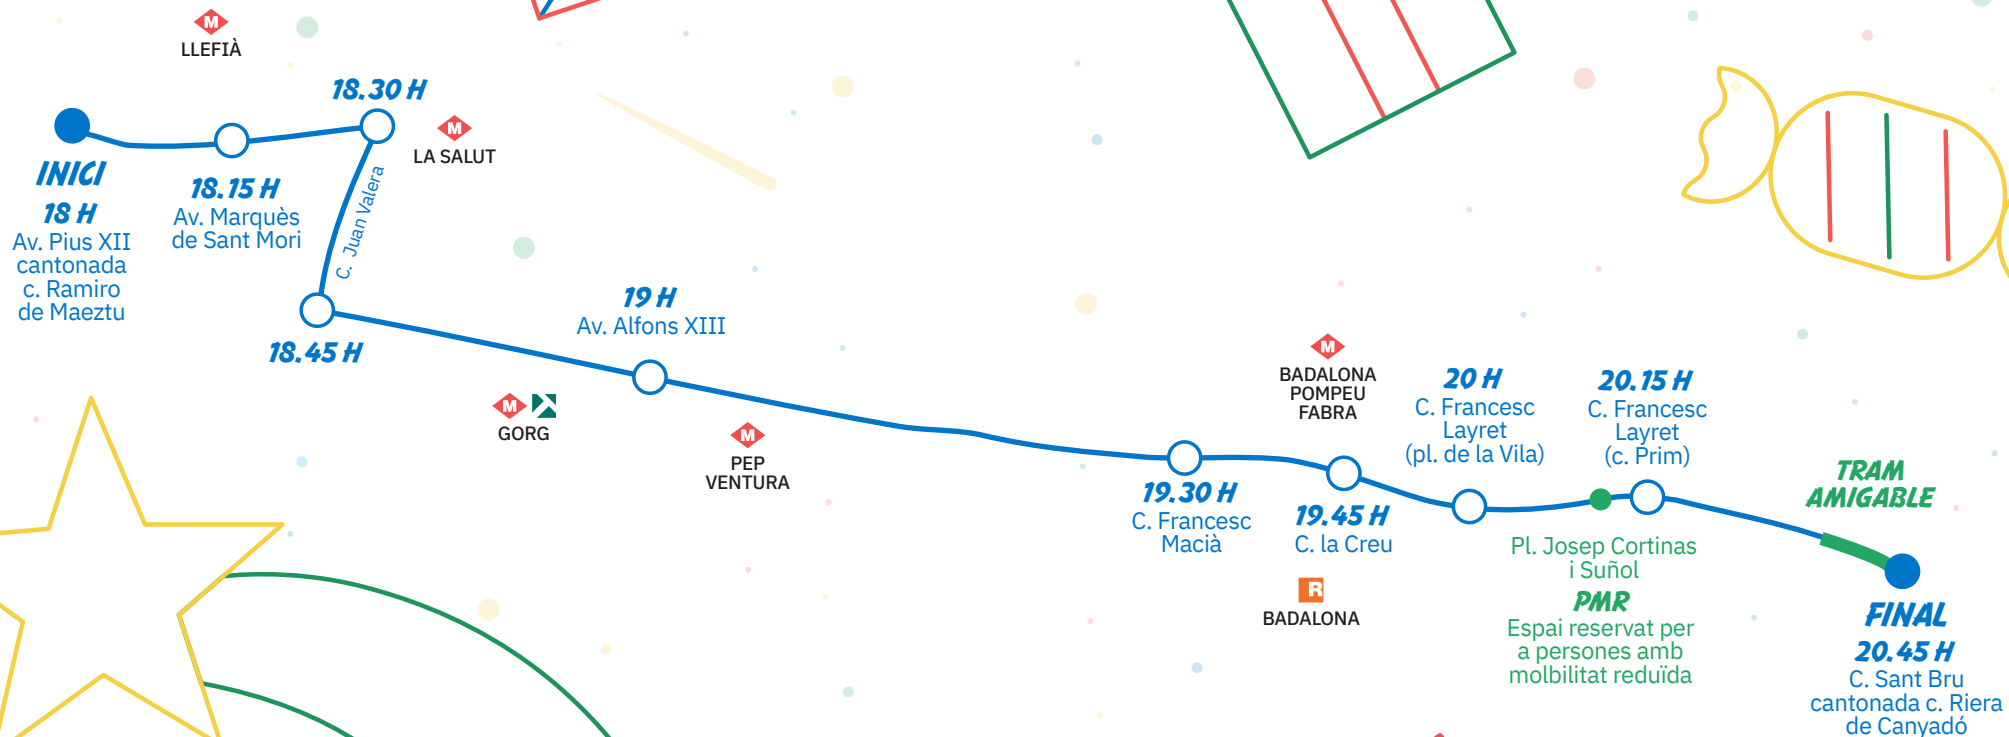 M
LLEFIÀ
18.30 H
M
LA SALUT
INICI
18 H
Av. Pius XII
cantonada
c. Ramiro
de Maeztu
18.15 H
Av. Marquès
de Sant Mori
C. Juan Valera
18.45 H
19 H
Av. Alfons XIII
M
GORG
M
PEP
VENTURA
19.30 H
C. Francesc
Macià
M
BADALONA
POMPEU
FABRA
19.45 H
C. la Creu
R
BADALONA
20 H
C. Francesc
Layret
(pl. de la Vila)
20.15 H
C. Francesc
Layret
(c. Prim)
Pl. Josep Cortinas
i Suñol
PMR
Espai reservat per
a persones amb
molbilitat reduïda
TRAM
AMIGABLE
FINAL
20.45 H
C. Sant Bru
cantonada c. Riera
de Canyadó